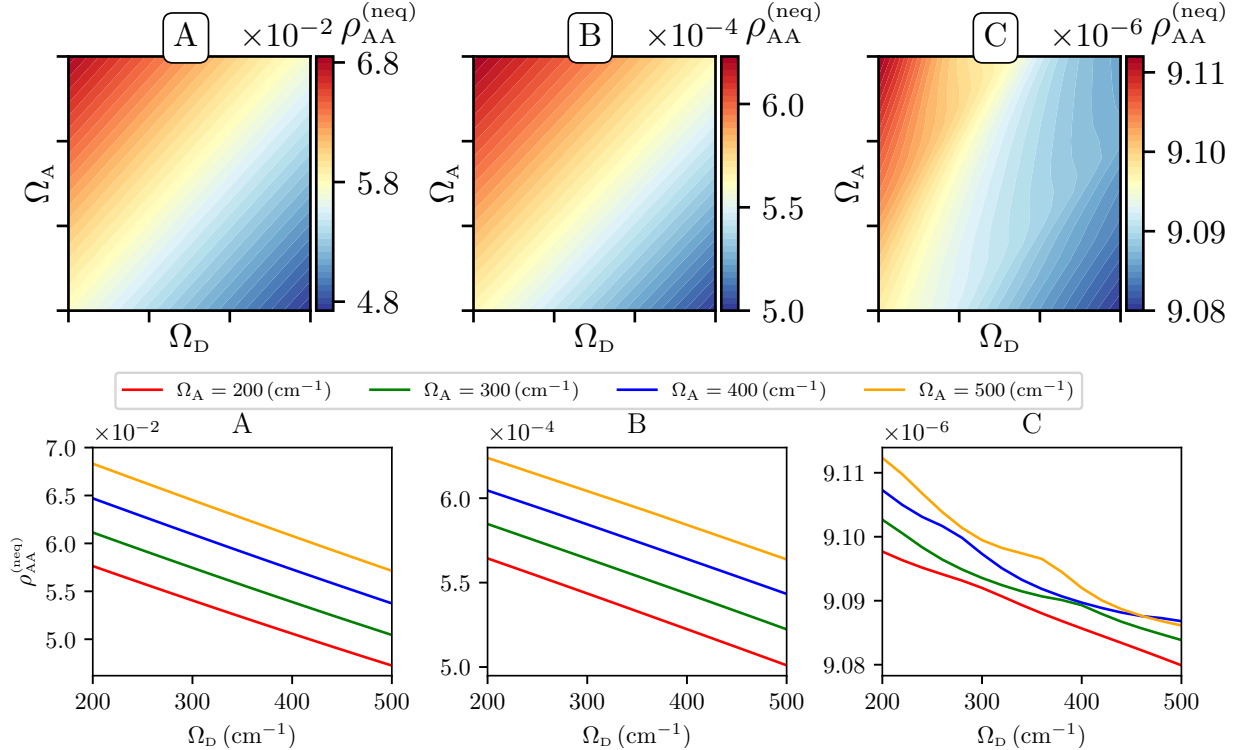 A ×10⁻² ρ_AA^(neq)
B ×10⁻⁴ ρ_AA^(neq)
C ×10⁻⁶ ρ_AA^(neq)
6.8
5.8
4.8
Ω_A
Ω_D
6.0
5.5
5.0
Ω_A
Ω_D
9.11
9.10
9.09
9.08
Ω_A
Ω_D
Ω_A = 200 (cm⁻¹) Ω_A = 300 (cm⁻¹) Ω_A = 400 (cm⁻¹) Ω_A = 500 (cm⁻¹)
A
×10⁻²
7.0
6.5
6.0
5.5
5.0
ρ_AA^(neq)
200 300 400 500
Ω_D (cm⁻¹)
B
×10⁻⁴
6.0
5.5
5.0
200 300 400 500
Ω_D (cm⁻¹)
C
×10⁻⁶
9.11
9.10
9.09
9.08
200 300 400 500
Ω_D (cm⁻¹)